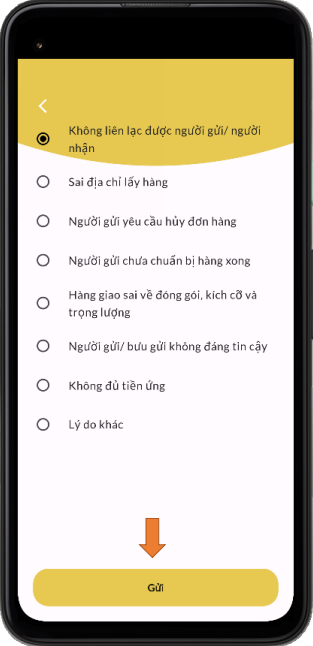 Không liên lạc được người gửi/ người
nhận
Sai địa chỉ lấy hàng
Người gửi yêu cầu hủy đơn hàng
Người gửi chưa chuẩn bị hàng xong
Hàng giao sai về đóng gói, kích cỡ và
trọng lượng
Người gửi/ bưu gửi không đáng tin cậy
Không đủ tiền ứng
Lý do khác
Gửi